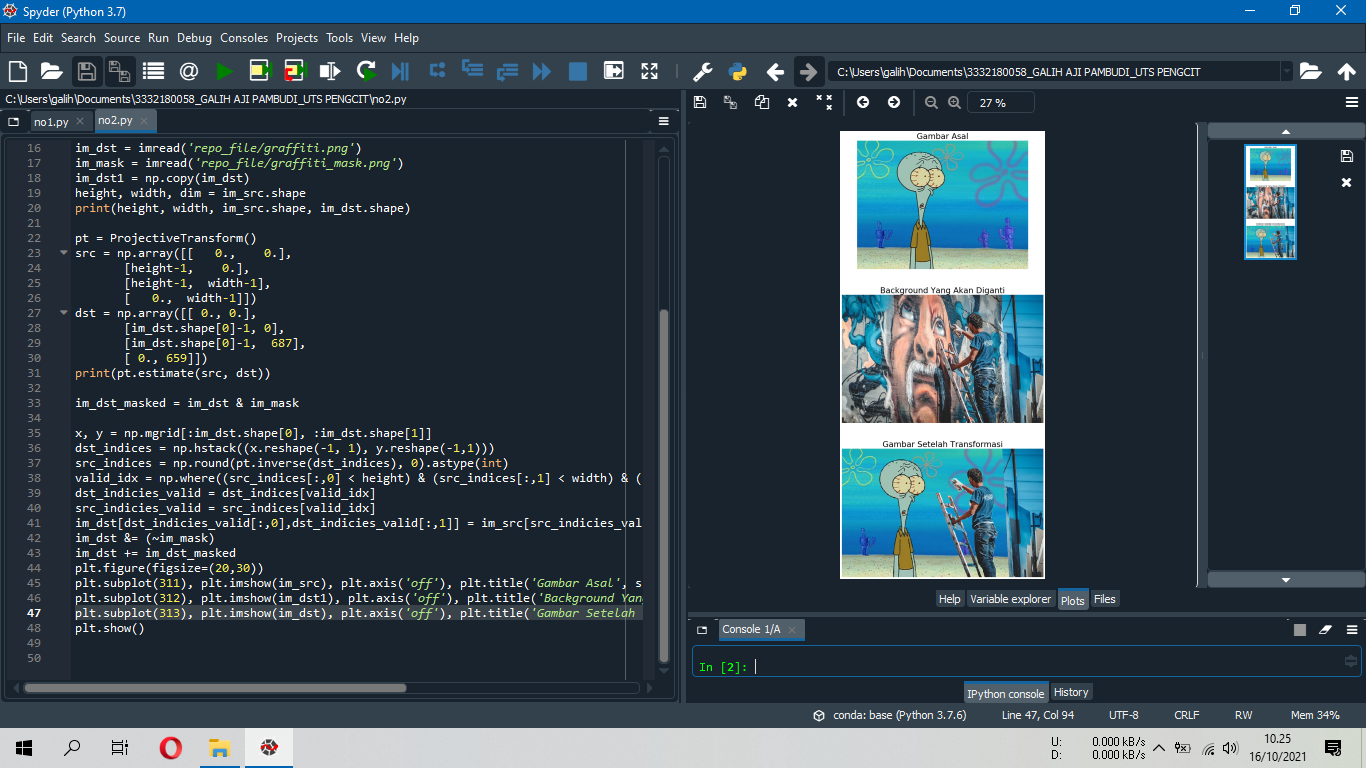 Spyder (Python 3.7)
File Edit Search Source Run Debug Consoles Projects Tools View Help
C:\Users\galih\Documents\3332180058_GALIH AJI PAMBUDI_UTS PENGCIT
C:\Users\galih\Documents\3332180058_GALIH AJI PAMBUDI_UTS PENGCIT\no2.py
no1.py no2.py
27 %
16 im_dst = imread('repo_file/graffiti.png')
17 im_mask = imread('repo_file/graffiti_mask.png')
18 im_dst1 = np.copy(im_dst)
19 height, width, dim = im_src.shape
20 print(height, width, im_src.shape, im_dst.shape)
21
22 pt = ProjectiveTransform()
23 src = np.array([[   0.,    0.],
24        [height-1,    0.],
25        [height-1,  width-1],
26        [   0.,  width-1]])
27 dst = np.array([[ 0., 0.],
28        [im_dst.shape[0]-1, 0],
29        [im_dst.shape[0]-1,  687],
30        [ 0., 659]])
31 print(pt.estimate(src, dst))
32
33 im_dst_masked = im_dst & im_mask
34
35 x, y = np.mgrid[:im_dst.shape[0], :im_dst.shape[1]]
36 dst_indices = np.hstack((x.reshape(-1, 1), y.reshape(-1,1)))
37 src_indices = np.round(pt.inverse(dst_indices), 0).astype(int)
38 valid_idx = np.where((src_indices[:,0] < height) & (src_indices[:,1] < width) & (
39 dst_indicies_valid = dst_indices[valid_idx]
40 src_indicies_valid = src_indices[valid_idx]
41 im_dst[dst_indicies_valid[:,0],dst_indicies_valid[:,1]] = im_src[src_indicies_val
42 im_dst &= (~im_mask)
43 im_dst += im_dst_masked
44 plt.figure(figsize=(20,30))
45 plt.subplot(311), plt.imshow(im_src), plt.axis('off'), plt.title('Gambar Asal', s
46 plt.subplot(312), plt.imshow(im_dst1), plt.axis('off'), plt.title('Background Yan
47 plt.subplot(313), plt.imshow(im_dst), plt.axis('off'), plt.title('Gambar Setelah
48 plt.show()
49
50
Gambar Asal
Background Yang Akan Diganti
Gambar Setelah Transformasi
Help Variable explorer Plots Files
Console 1/A
In [2]:
IPython console History
conda: base (Python 3.7.6) Line 47, Col 94 UTF-8 CRLF RW Mem 34%
U: 0.000 kB/s
D: 0.000 kB/s
10.25
16/10/2021